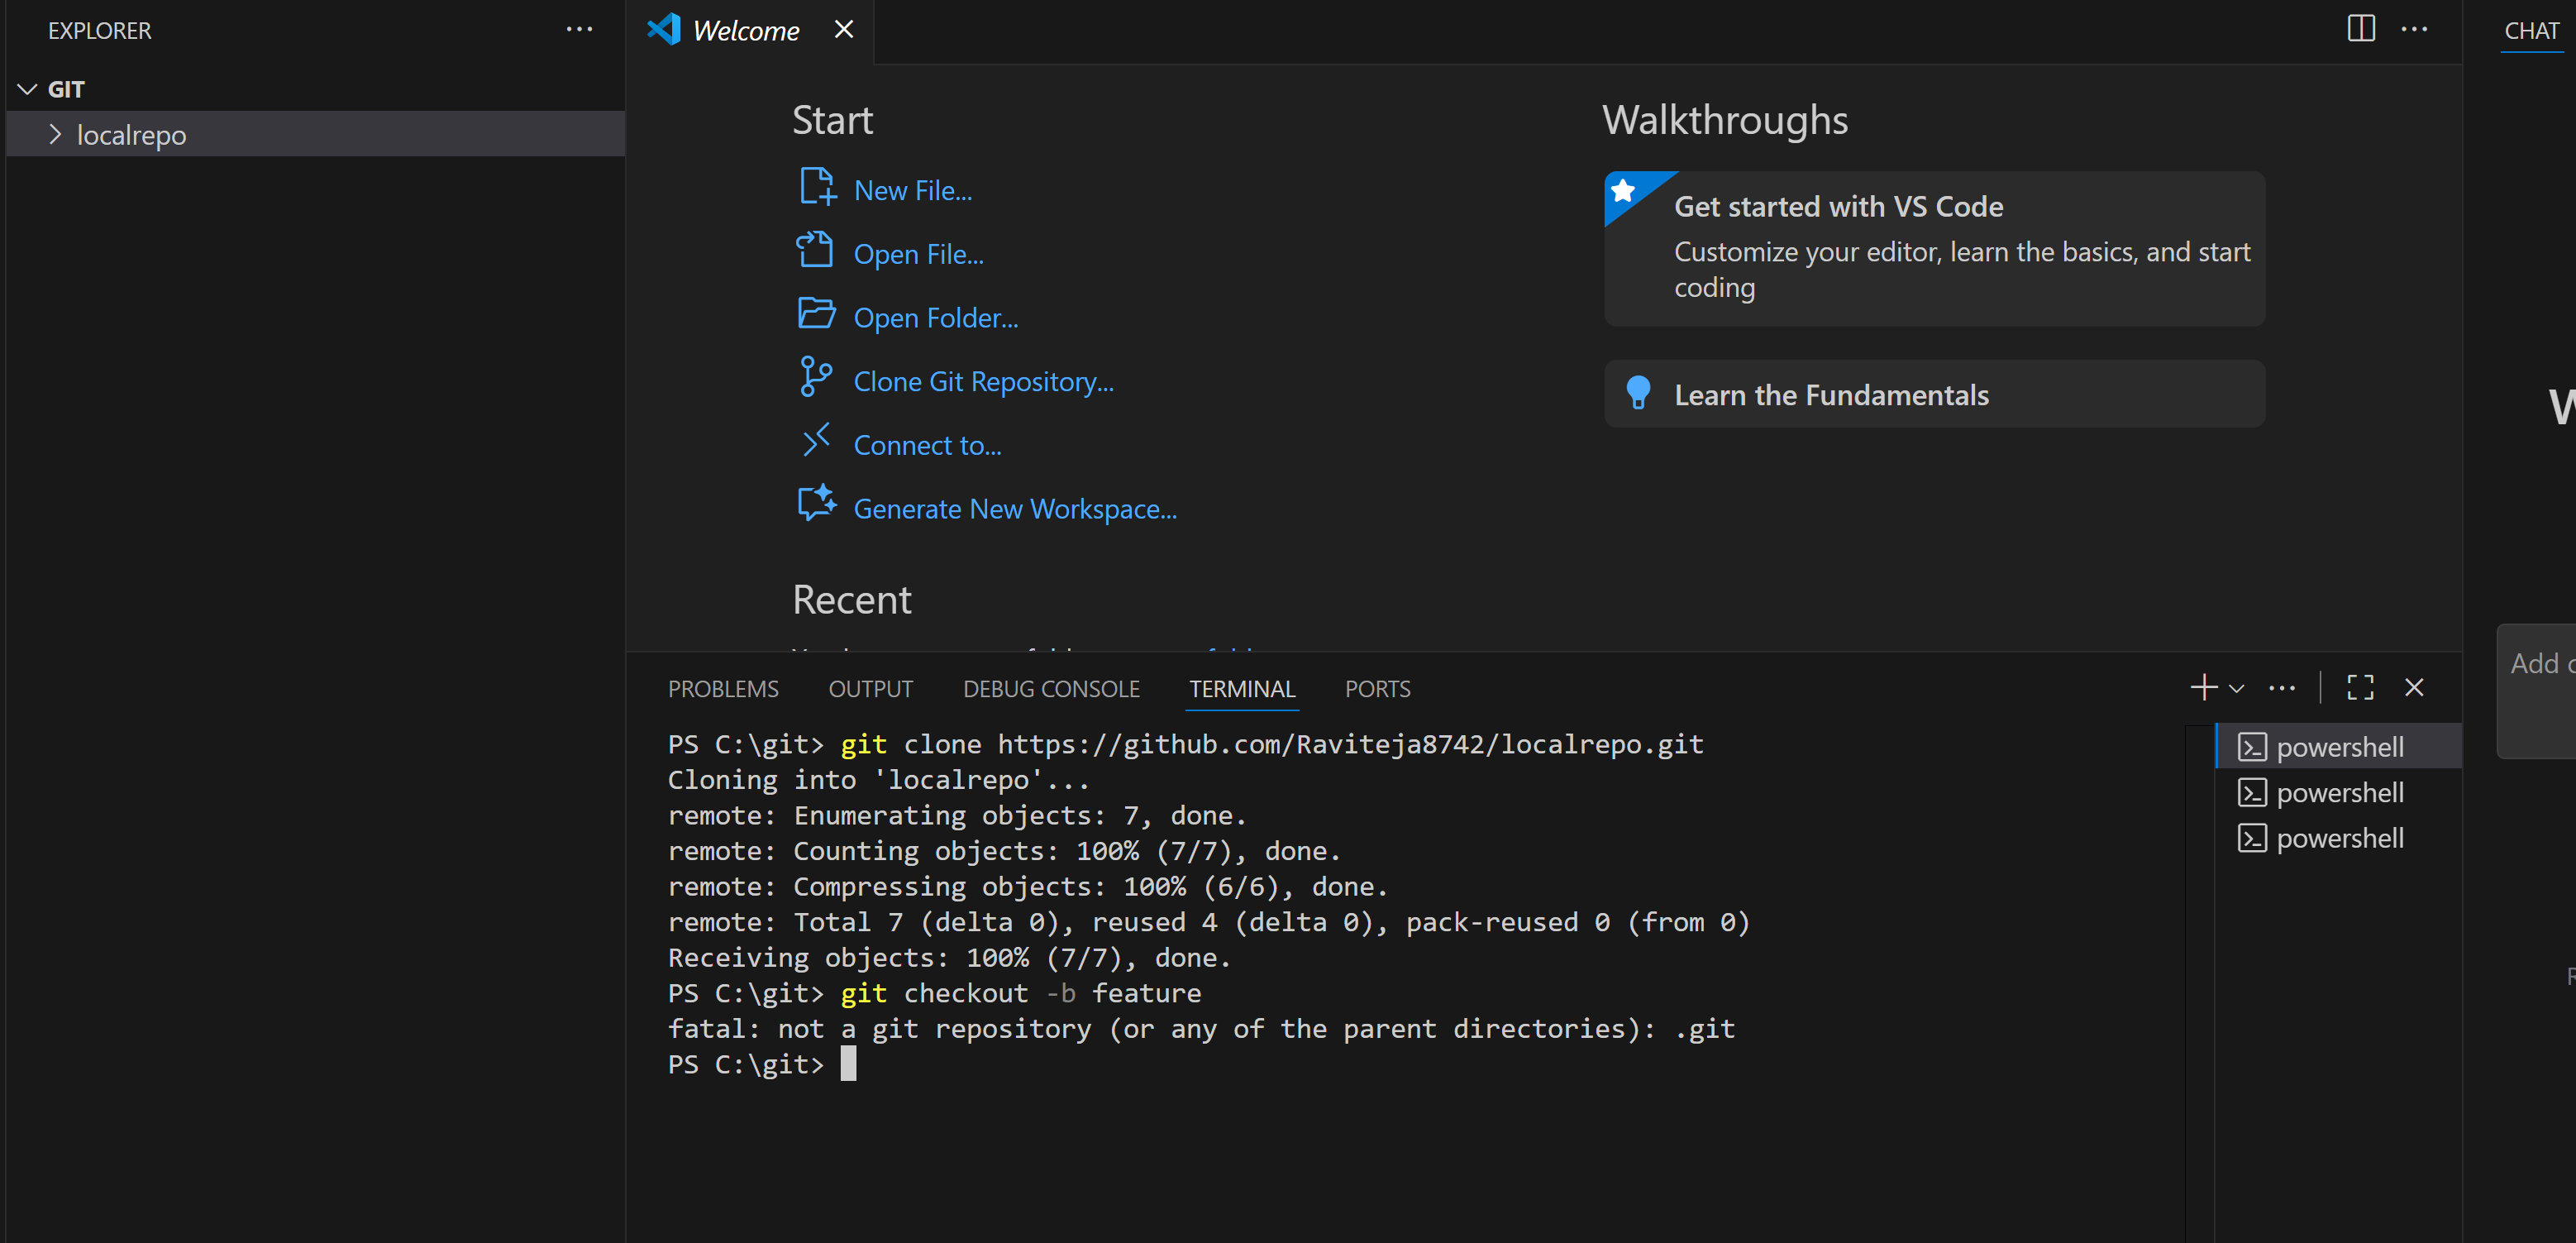 EXPLORER
GIT
localrepo
Welcome
Start
New File...
Open File...
Open Folder...
Clone Git Repository...
Connect to...
Generate New Workspace...
Recent
Walkthroughs
Get started with VS Code
Customize your editor, learn the basics, and start
coding
Learn the Fundamentals
CHAT
Add
PROBLEMS OUTPUT DEBUG CONSOLE TERMINAL PORTS
PS C:\git> git clone https://github.com/Raviteja8742/localrepo.git
Cloning into 'localrepo'...
remote: Enumerating objects: 7, done.
remote: Counting objects: 100% (7/7), done.
remote: Compressing objects: 100% (6/6), done.
remote: Total 7 (delta 0), reused 4 (delta 0), pack-reused 0 (from 0)
Receiving objects: 100% (7/7), done.
PS C:\git> git checkout -b feature
fatal: not a git repository (or any of the parent directories): .git
PS C:\git>
powershell
powershell
powershell